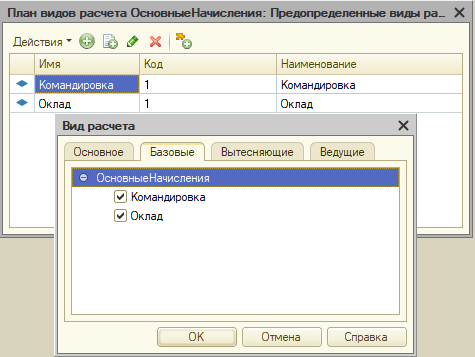 План видов расчета ОсновныеНачисления: Предопределенные виды ра...
Действия
Имя Код Наименование
Командировка 1 Командировка
Оклад 1 Оклад
Вид расчета
Основное Базовые Вытесняющие Ведущие
ОсновныеНачисления
Командировка
Оклад
OK Отмена Справка